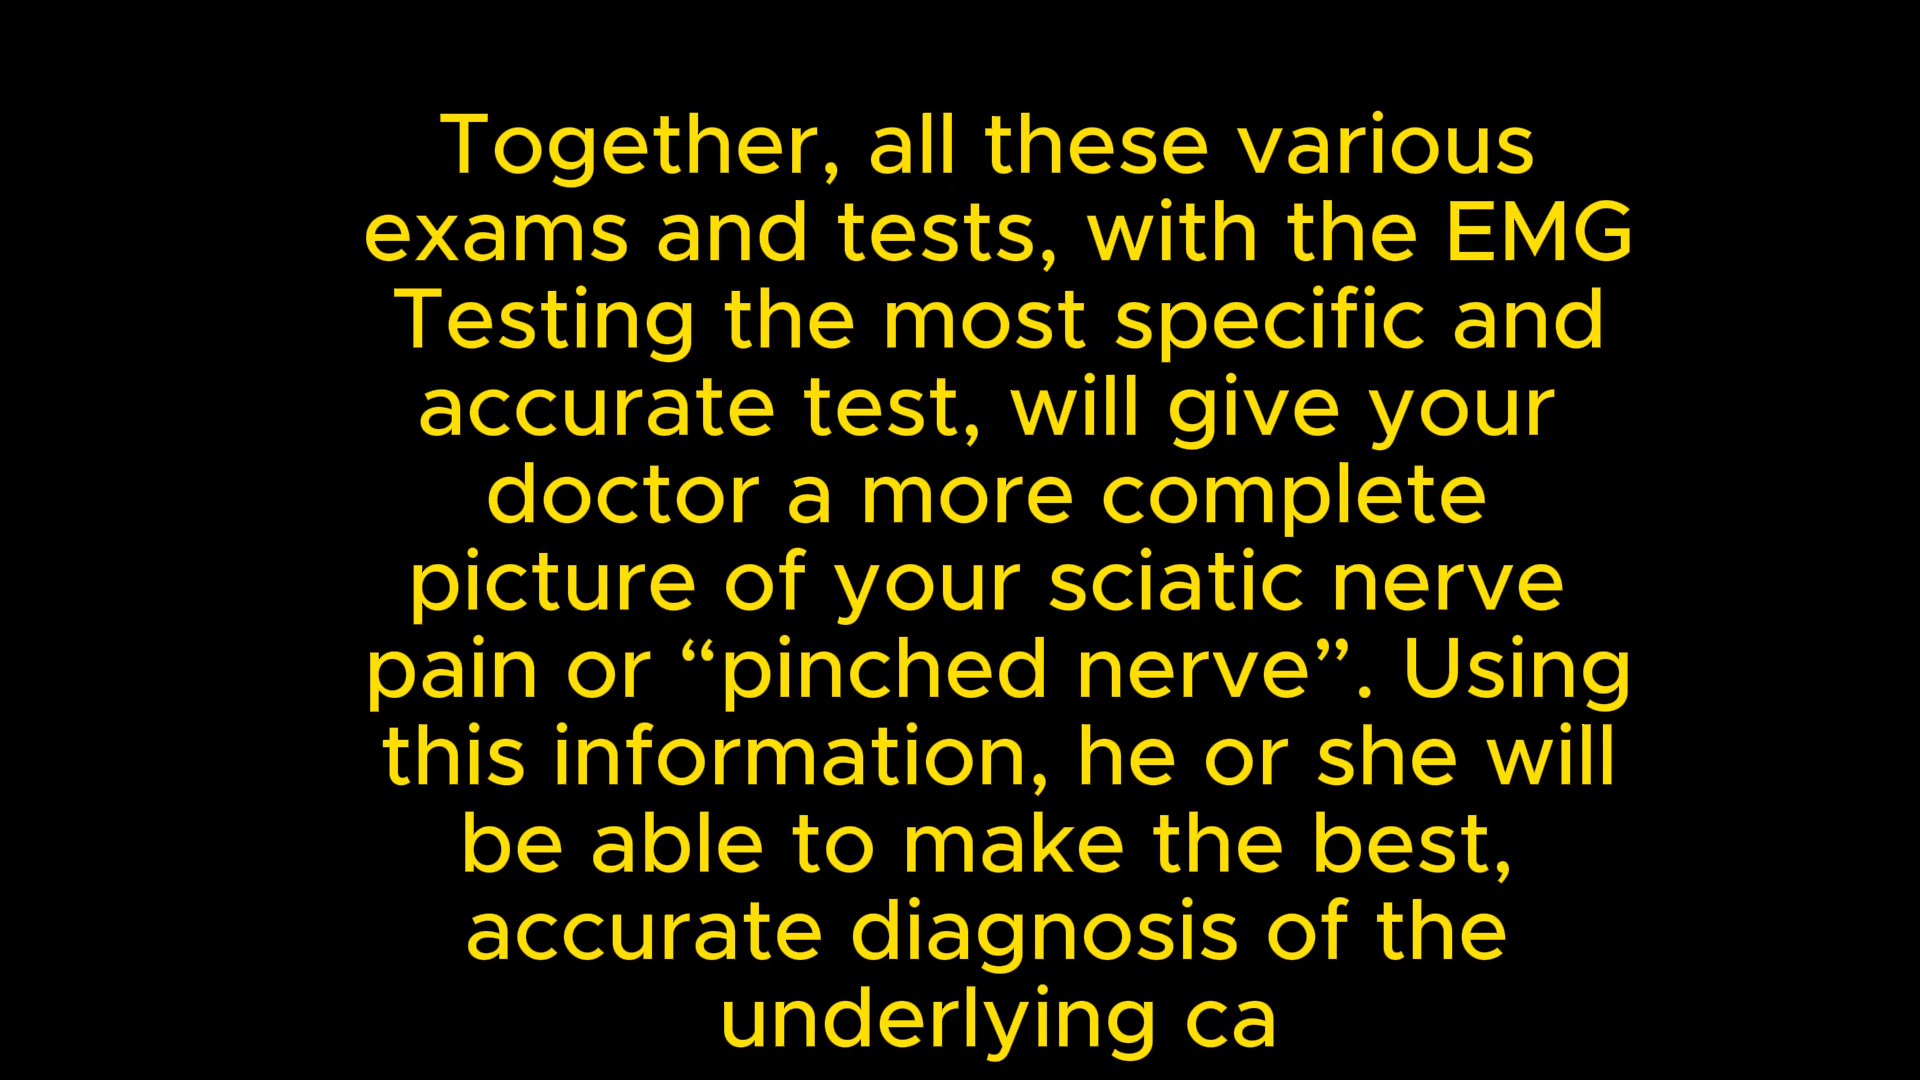 Together, all these various
exams and tests, with the EMG
Testing the most specific and
accurate test, will give your
doctor a more complete
picture of your sciatic nerve
pain or “pinched nerve”. Using
this information, he or she will
be able to make the best,
accurate diagnosis of the
underlying ca